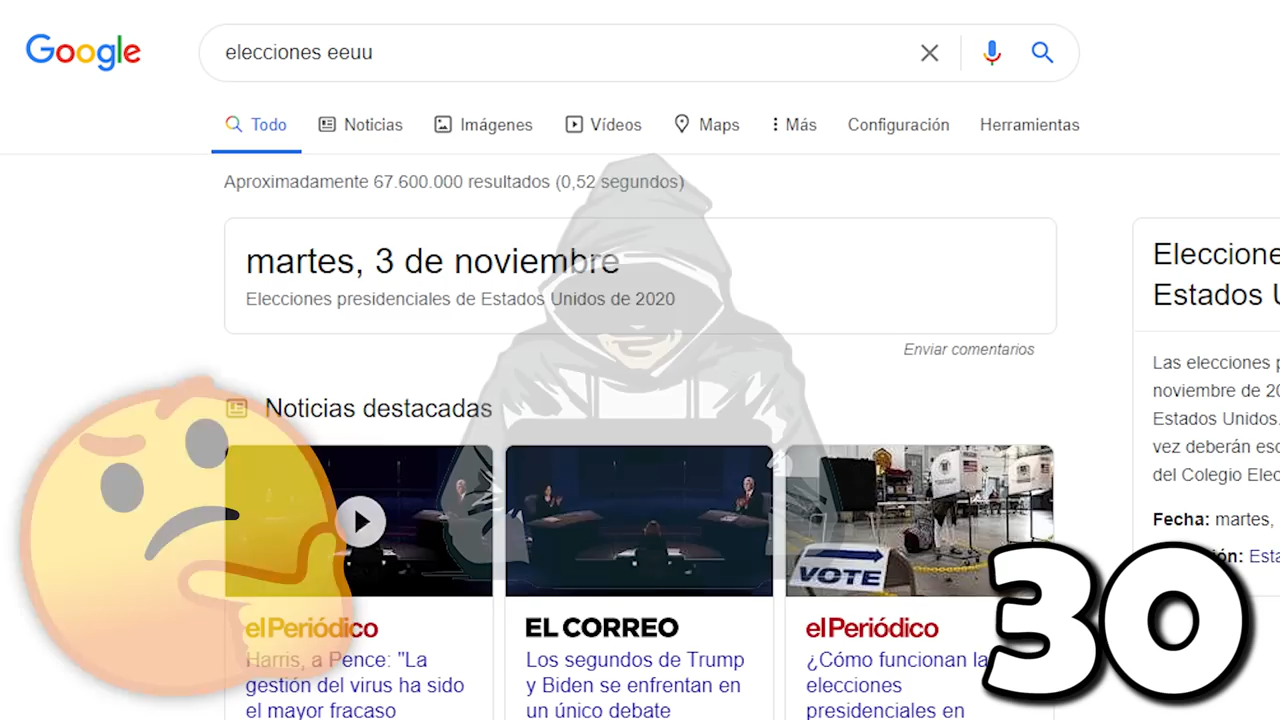 Google
elecciones eeuu
Todo Noticias Imágenes Vídeos Maps Más Configuración Herramientas
Aproximadamente 67.600.000 resultados (0,52 segundos)
martes, 3 de noviembre
Elecciones presidenciales de Estados Unidos de 2020
Enviar comentarios
Noticias destacadas
VOTE
elPeriódico
Harris, a Pence: "La
gestión del virus ha sido
el mayor fracaso
EL CORREO
Los segundos de Trump
y Biden se enfrentan en
un único debate
elPeriódico
¿Cómo funcionan la
elecciones
presidenciales en
Eleccione
Estados U
Las elecciones p
noviembre de 20
Estados Unidos.
vez deberán esc
del Colegio Elec
Fecha: martes,
ón: Esta
30